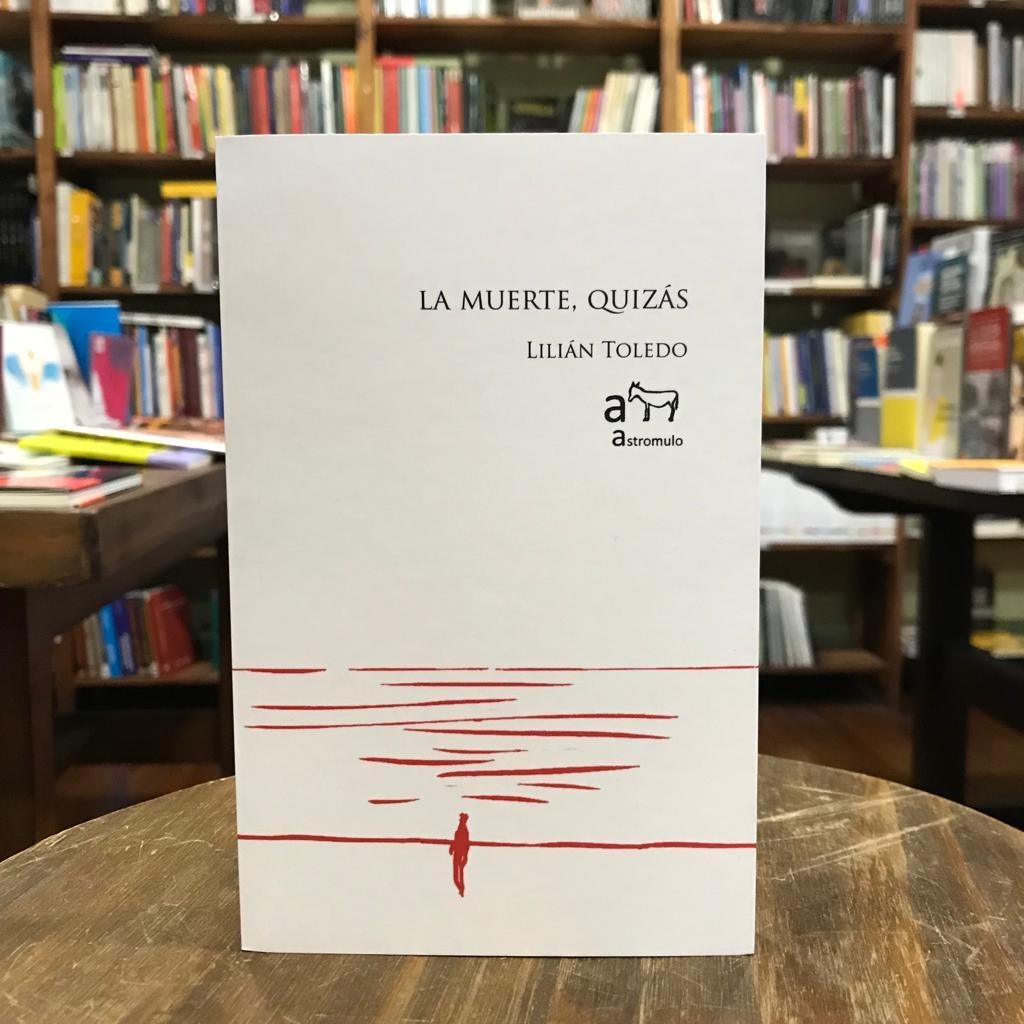 LA MUERTE, QUIZÁS
LILIÁN TOLEDO
a
astromulo